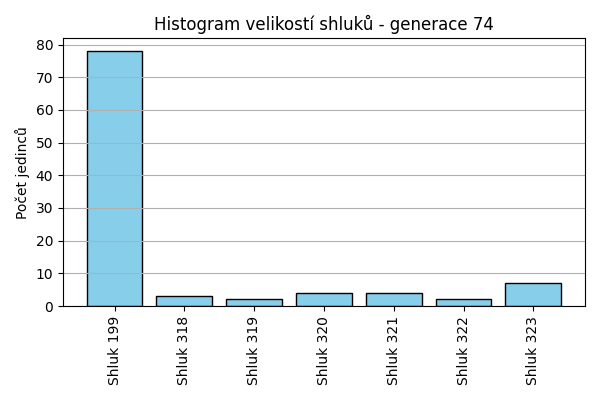 Histogram velikostí shluků - generace 74
Počet jedinců
80
70
60
50
40
30
20
10
0
Shluk 199
Shluk 318
Shluk 319
Shluk 320
Shluk 321
Shluk 322
Shluk 323